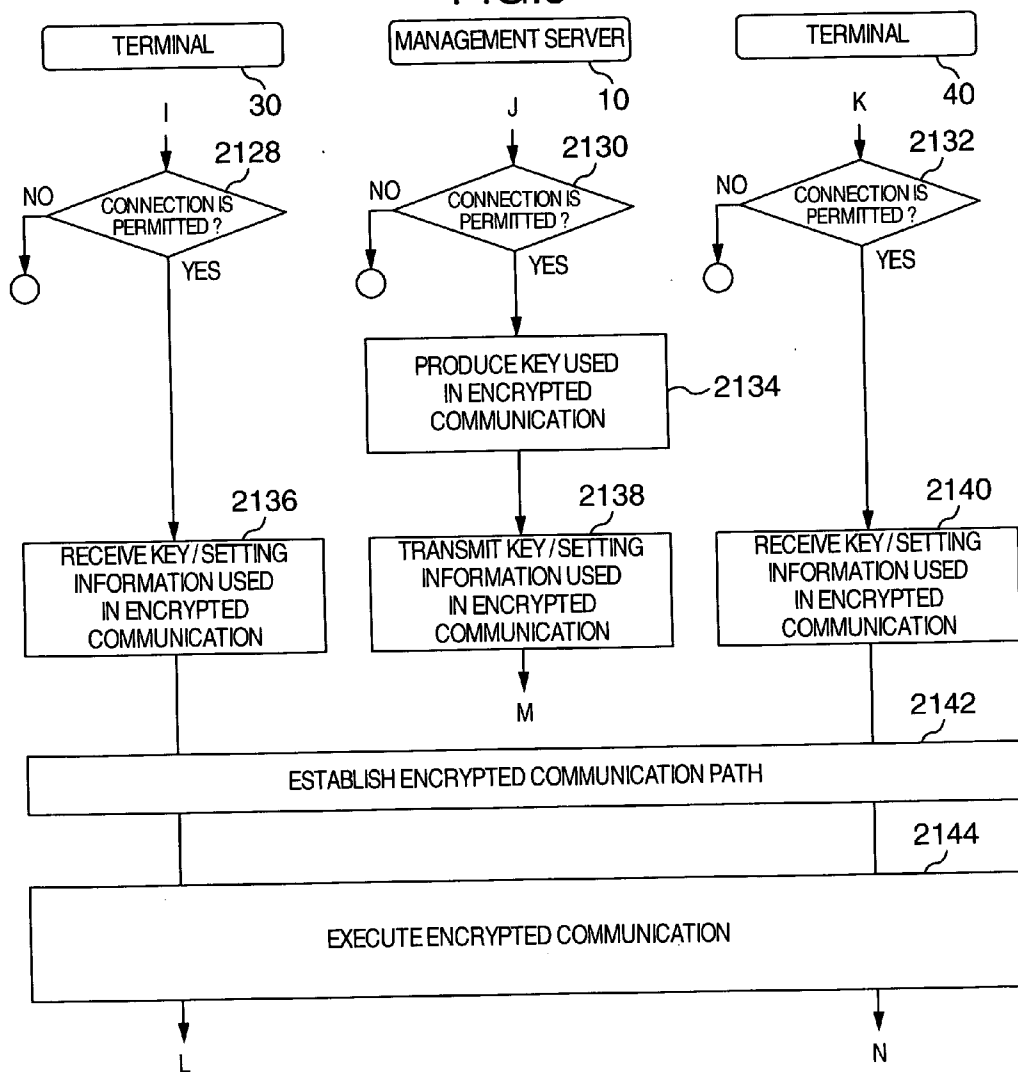 TERMINAL
30
MANAGEMENT SERVER
10
TERMINAL
40
I
J
K
2128
2130
2132
NO
CONNECTION IS
PERMITTED ?
YES
NO
CONNECTION IS
PERMITTED ?
YES
NO
CONNECTION IS
PERMITTED ?
YES
PRODUCE KEY USED
IN ENCRYPTED
COMMUNICATION
2134
2136
RECEIVE KEY / SETTING
INFORMATION USED
IN ENCRYPTED
COMMUNICATION
2138
TRANSMIT KEY / SETTING
INFORMATION USED
IN ENCRYPTED
COMMUNICATION
2140
RECEIVE KEY / SETTING
INFORMATION USED
IN ENCRYPTED
COMMUNICATION
M
2142
ESTABLISH ENCRYPTED COMMUNICATION PATH
2144
EXECUTE ENCRYPTED COMMUNICATION
L
N